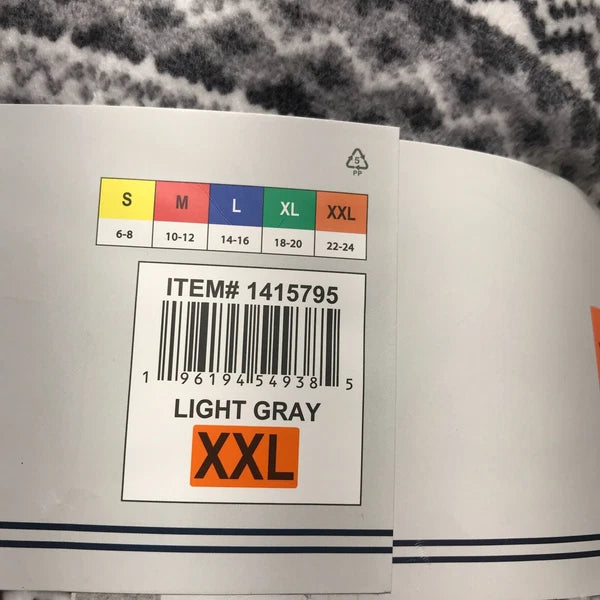 5
PP
S M L XL XXL
6-8 10-12 14-16 18-20 22-24
ITEM# 1415795
1 96194 54938 5
LIGHT GRAY
XXL